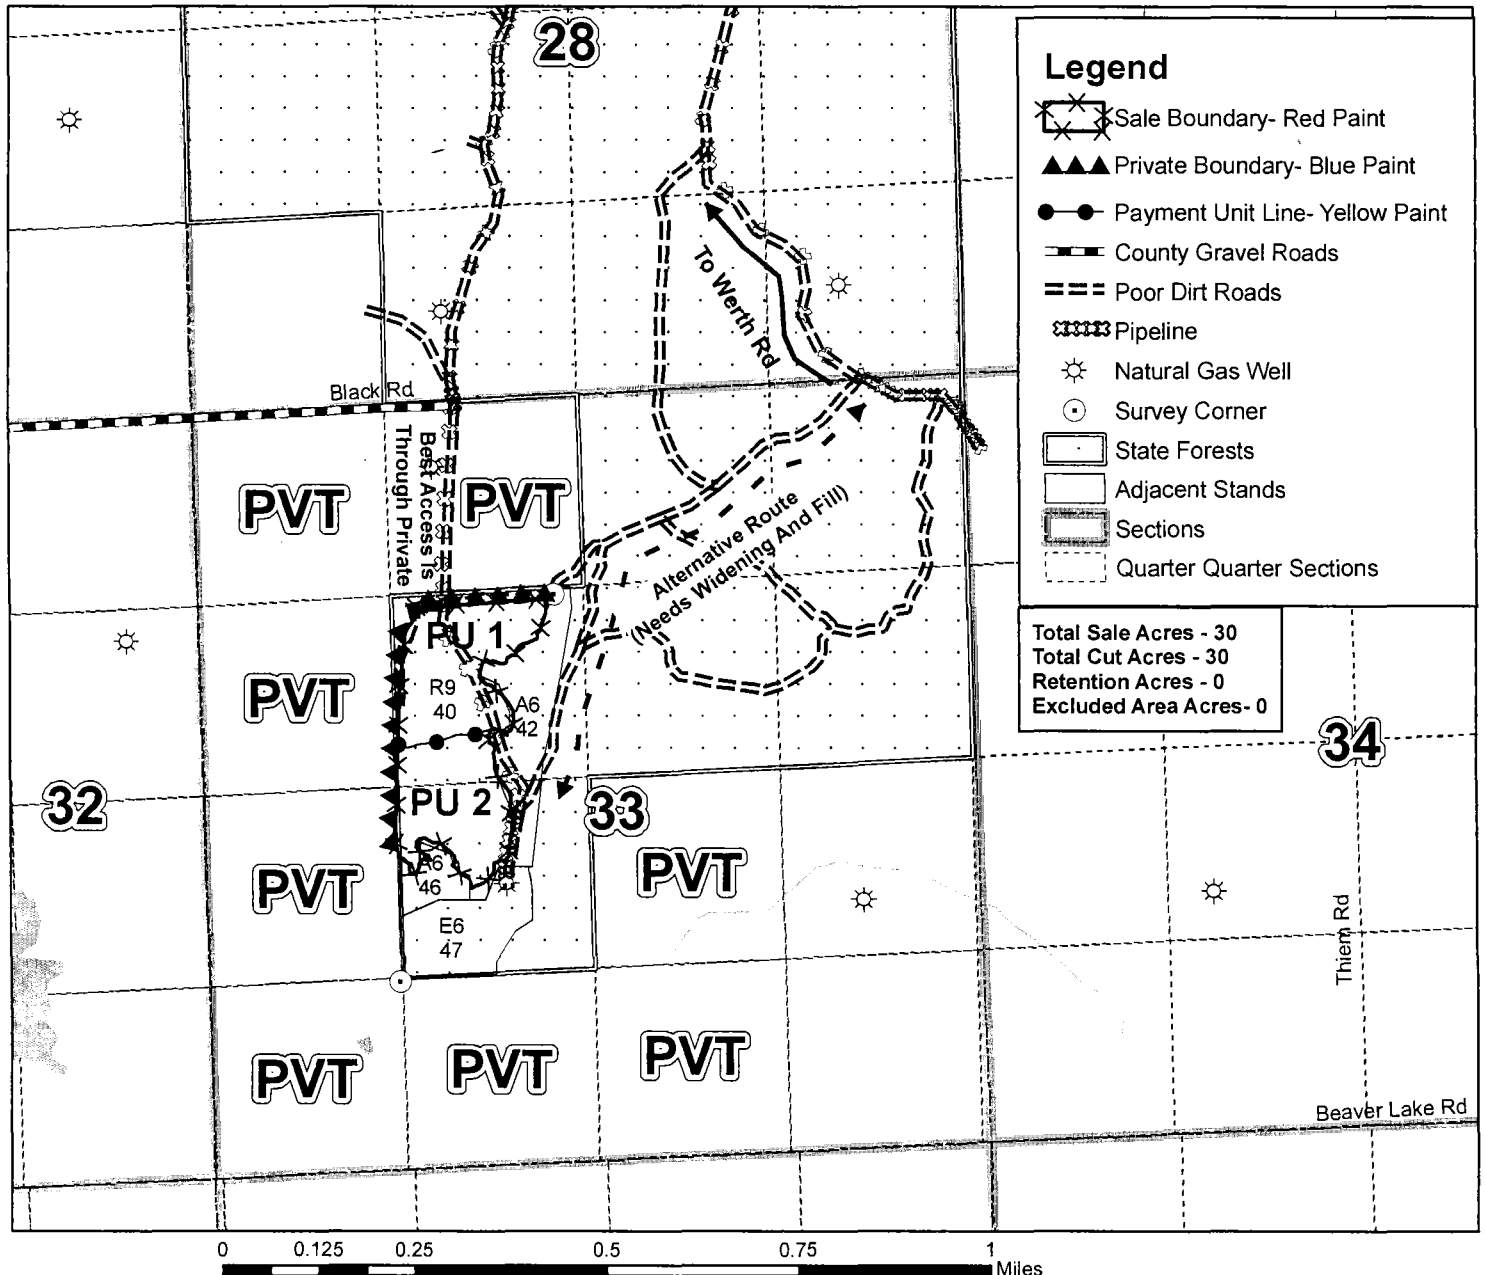 28
Legend
Sale Boundary- Red Paint
Private Boundary- Blue Paint
Payment Unit Line- Yellow Paint
County Gravel Roads
Poor Dirt Roads
Pipeline
Natural Gas Well
Survey Corner
State Forests
Adjacent Stands
Sections
Quarter Quarter Sections
To Werth Rd
Black Rd
Best Access Is
Through Private
PVT
PVT
Alternative Route
(Needs Widening And Fill)
Total Sale Acres - 30
Total Cut Acres - 30
Retention Acres - 0
Excluded Area Acres- 0
PU 1
PVT
R9
40
A6
42
34
32
PU 2
33
PVT
A6
46
PVT
E6
47
Thiem Rd
PVT
PVT
PVT
Beaver Lake Rd
0 0.125 0.25 0.5 0.75 1
Miles